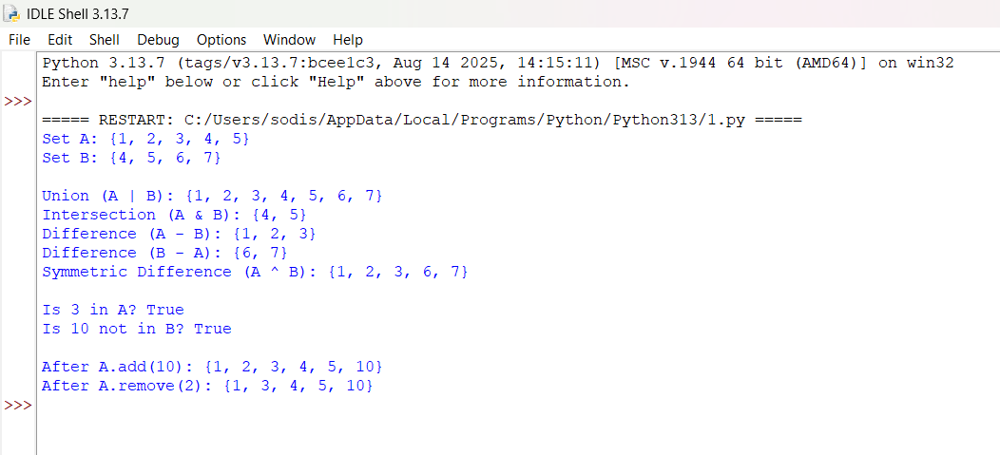 IDLE Shell 3.13.7
File Edit Shell Debug Options Window Help
Python 3.13.7 (tags/v3.13.7:bcee1c3, Aug 14 2025, 14:15:11) [MSC v.1944 64 bit (AMD64)] on win32
Enter "help" below or click "Help" above for more information.
>>>
===== RESTART: C:/Users/sodis/AppData/Local/Programs/Python/Python313/1.py =====
Set A: {1, 2, 3, 4, 5}
Set B: {4, 5, 6, 7}
Union (A | B): {1, 2, 3, 4, 5, 6, 7}
Intersection (A & B): {4, 5}
Difference (A - B): {1, 2, 3}
Difference (B - A): {6, 7}
Symmetric Difference (A ^ B): {1, 2, 3, 6, 7}
Is 3 in A? True
Is 10 not in B? True
After A.add(10): {1, 2, 3, 4, 5, 10}
After A.remove(2): {1, 3, 4, 5, 10}
>>>